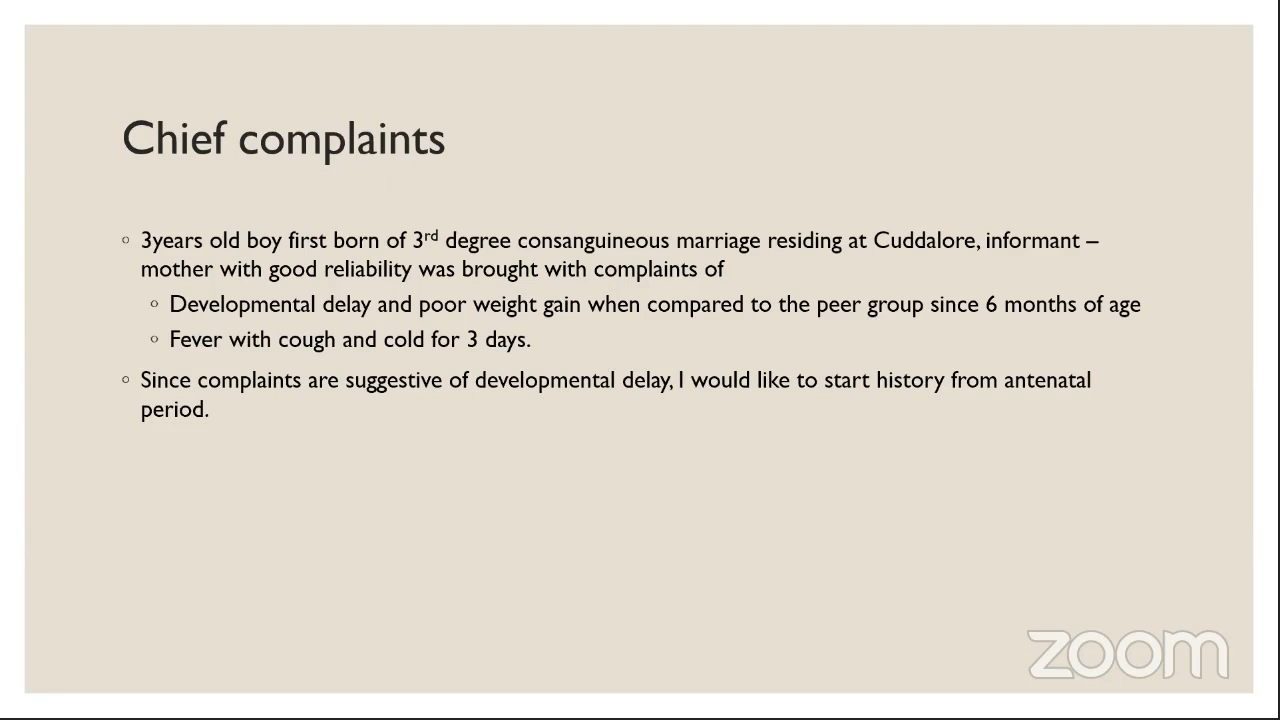 Chief complaints
◦ 3years old boy first born of 3rd degree consanguineous marriage residing at Cuddalore, informant –
mother with good reliability was brought with complaints of
◦ Developmental delay and poor weight gain when compared to the peer group since 6 months of age
◦ Fever with cough and cold for 3 days.
◦ Since complaints are suggestive of developmental delay, I would like to start history from antenatal
period.
zoom